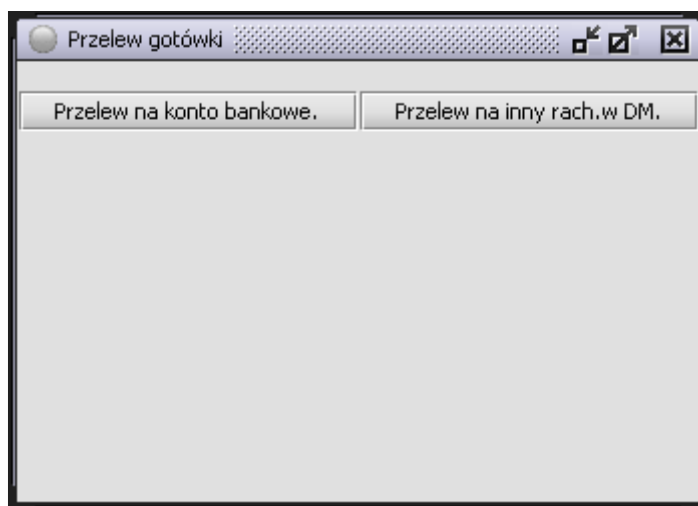 Przelew gotówki
Przelew na konto bankowe.
Przelew na inny rach.w DM.